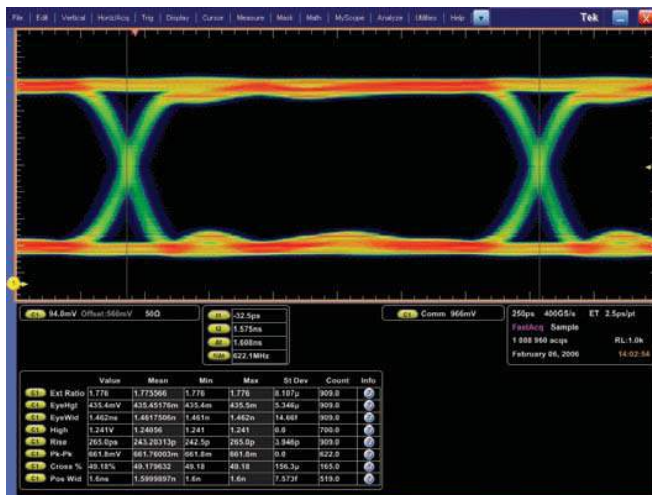 File Edit Vertical Horiz/Acq Trig Display Cursor Measure Mask Math MyScope Analyze Utilities Help Tek
C1 94.0mV Offset:560mV 50Ω
t1 -32.5ps
t2 1.575ns
Δt 1.608ns
1/Δt 622.1MHz
C1 Comm 966mV
250ps 400GS/s ET 2.5ps/pt
FastAcq Sample
1 088 960 acqs RL:1.0k
February 06, 2006 14:02:54
Value Mean Min Max St Dev Count Info
C1 Ext Ratio 1.776 1.775566 1.776 1.776 8.107µ 909.0
C1 EyeHgt 435.4mV 435.45176m 435.4m 435.5m 5.346µ 909.0
C1 EyeWid 1.462ns 1.4617506n 1.461n 1.462n 14.66f 909.0
C1 High 1.241V 1.24056 1.241 1.241 0.0 700.0
C1 Rise 265.0ps 243.20313p 242.5p 265.0p 3.946p 909.0
C1 Pk-Pk 661.8mV 661.76003m 661.8m 661.8m 0.0 622.0
C1 Cross % 49.18% 49.179632 49.18 49.18 156.3µ 165.0
C1 Pos Wid 1.6ns 1.5999897n 1.6n 1.6n 7.573f 519.0